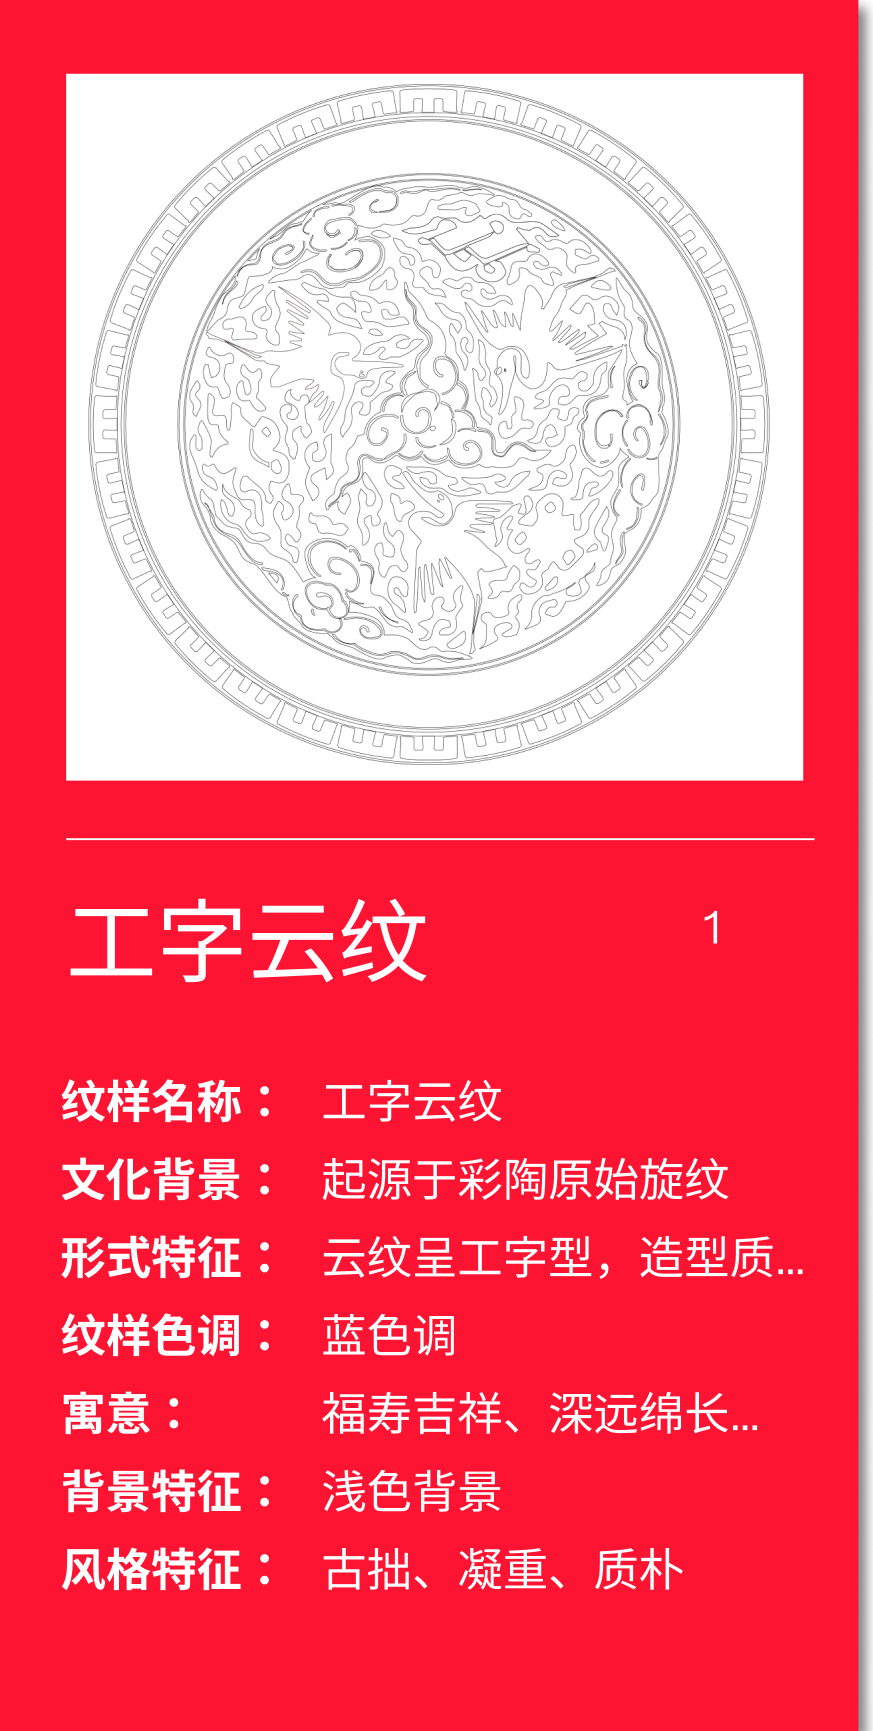 工字云纹 1
纹样名称： 工字云纹
文化背景： 起源于彩陶原始旋纹
形式特征： 云纹呈工字型，造型质...
纹样色调： 蓝色调
寓意： 福寿吉祥、深远绵长...
背景特征： 浅色背景
风格特征： 古拙、凝重、质朴